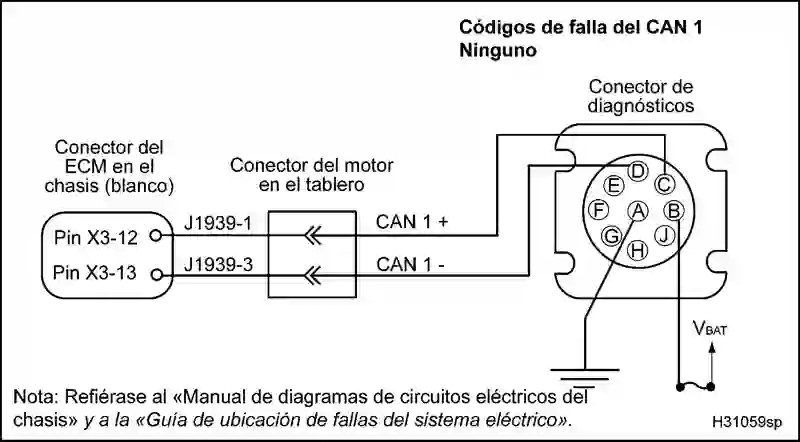 Códigos de falla del CAN 1
Ninguno
Conector de
diagnósticos
Conector del
ECM en el
chasis (blanco)
Conector del motor
en el tablero
Pin X3-12
J1939-1
CAN 1 +
Pin X3-13
J1939-3
CAN 1 -
D
E
C
F
A
B
G
J
H
VBAT
Nota: Refiérase al «Manual de diagramas de circuitos eléctricos del
chasis» y a la «Guía de ubicación de fallas del sistema eléctrico».
H31059sp